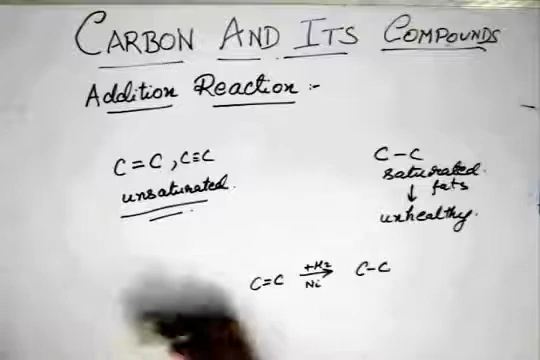 CARBON AND ITS COMPOUNDS
Addition Reaction :-
C=C, C≡C
unsaturated.
C-C
saturated.
fats
↓
unhealthy.
C=C +H2 → Ni C-C